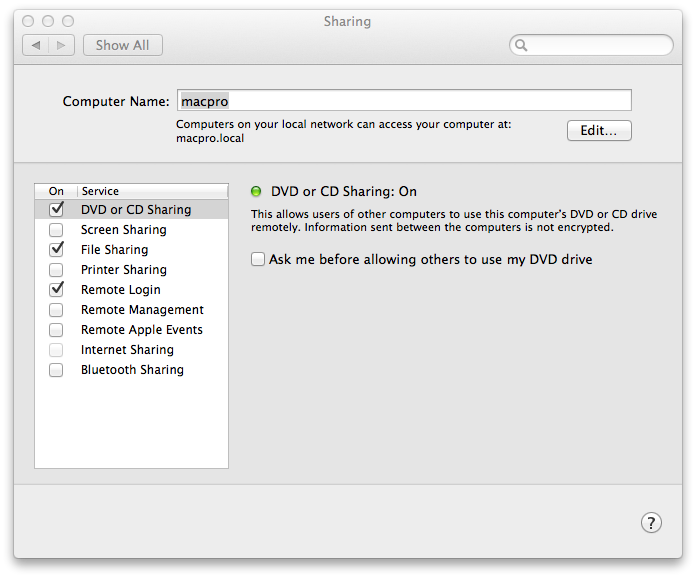 Sharing
Show All
Computer Name: macpro
Computers on your local network can access your computer at:
macpro.local
Edit...
On Service
DVD or CD Sharing
Screen Sharing
File Sharing
Printer Sharing
Remote Login
Remote Management
Remote Apple Events
Internet Sharing
Bluetooth Sharing
DVD or CD Sharing: On
This allows users of other computers to use this computer's DVD or CD drive
remotely. Information sent between the computers is not encrypted.
Ask me before allowing others to use my DVD drive
?